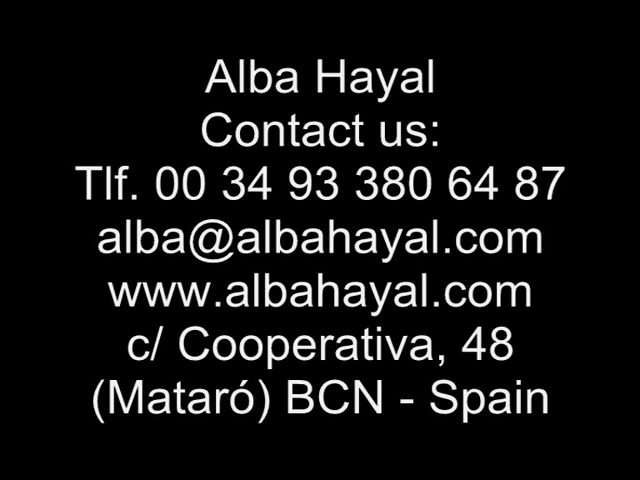 Alba Hayal
Contact us:
Tlf. 00 34 93 380 64 87
alba@albahayal.com
www.albahayal.com
c/ Cooperativa, 48
(Mataró) BCN - Spain